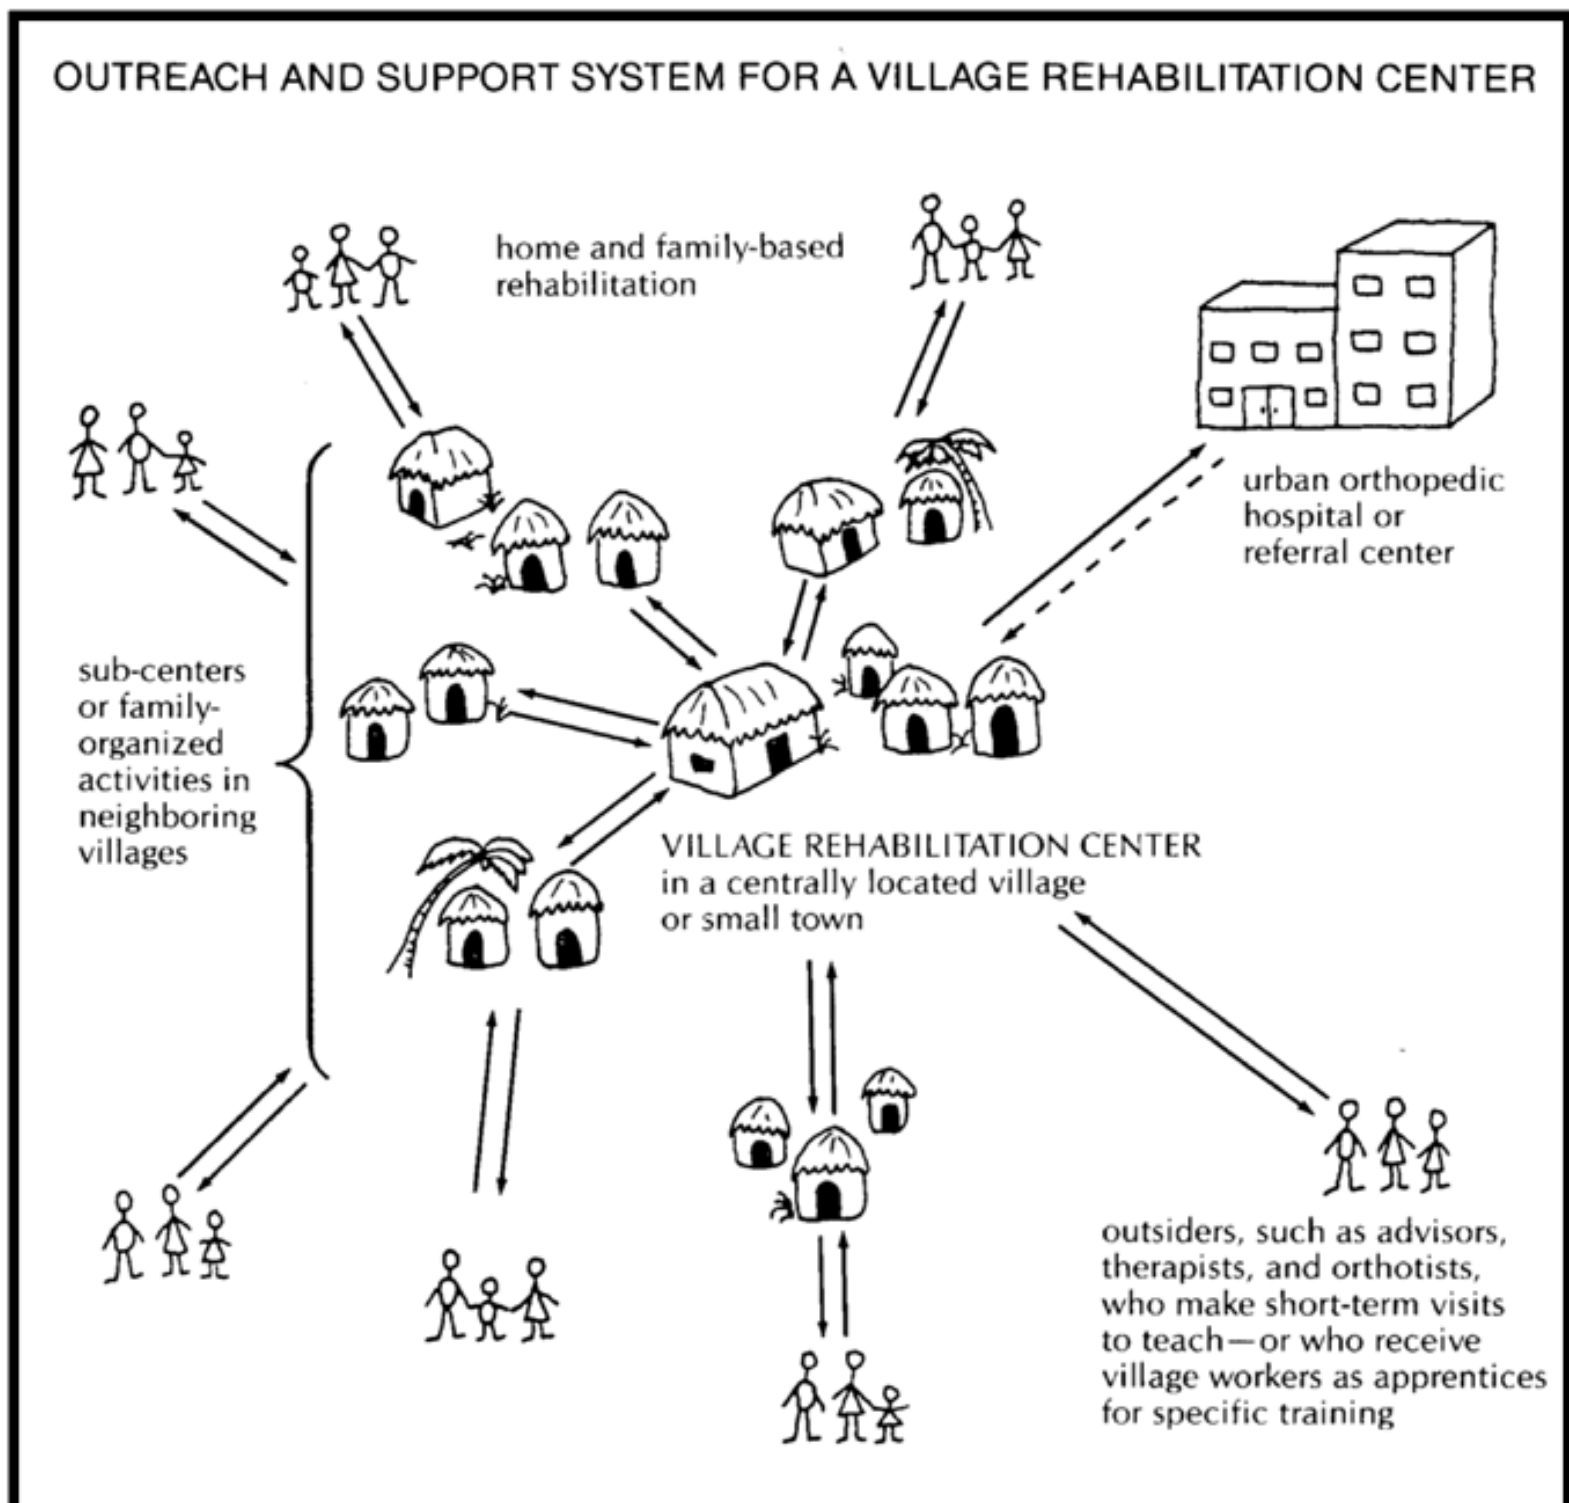 OUTREACH AND SUPPORT SYSTEM FOR A VILLAGE REHABILITATION CENTER
home and family-based
rehabilitation
urban orthopedic
hospital or
referral center
sub-centers
or family-
organized
activities in
neighboring
villages
VILLAGE REHABILITATION CENTER
in a centrally located village
or small town
outsiders, such as advisors,
therapists, and orthotists,
who make short-term visits
to teach—or who receive
village workers as apprentices
for specific training